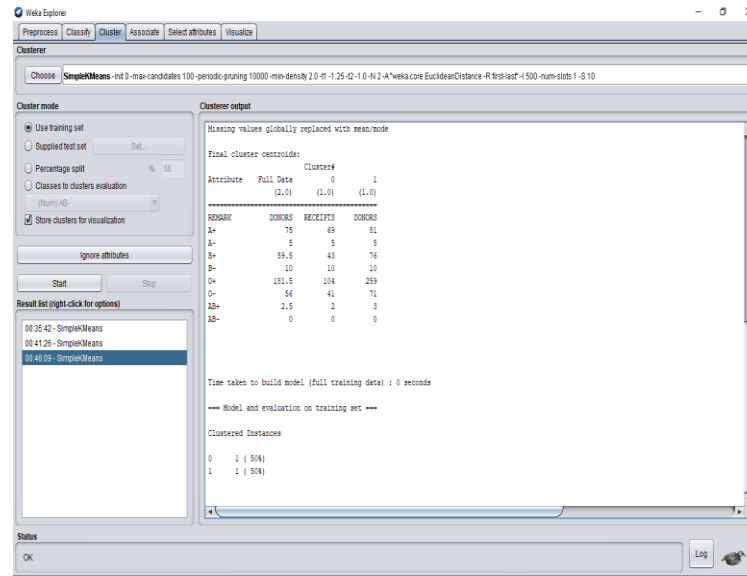 Weka Explorer
Preprocess Classify Cluster Associate Select attributes Visualize
Clusterer
Choose SimpleKMeans -init 0 -max-candidates 100 -periodic-pruning 10000 -min-density 2.0 -t1 -1.25 -t2 -1.0 -N 2 -A "weka.core.EuclideanDistance -R first-last" -I 500 -num-slots 1 -S 10
Cluster mode
Use training set
Supplied test set Set...
Percentage split % 66
Classes to clusters evaluation
(Num) AB-
Store clusters for visualization
Ignore attributes
Start Stop
Result list (right-click for options)
00:35:42 - SimpleKMeans
00:41:26 - SimpleKMeans
00:46:09 - SimpleKMeans
Clusterer output
Missing values globally replaced with mean/mode
Final cluster centroids:
Cluster#
Attribute Full Data 0 1
(2.0) (1.0) (1.0)
==========================================
REMARK DONORS RECEIPTS DONORS
A+ 75 69 81
A- 5 5 5
B+ 59.5 43 76
B- 10 10 10
O+ 181.5 104 259
O- 56 41 71
AB+ 2.5 2 3
AB- 0 0 0
Time taken to build model (full training data) : 0 seconds
=== Model and evaluation on training set ===
Clustered Instances
0 1 ( 50%)
1 1 ( 50%)
Status
OK
Log